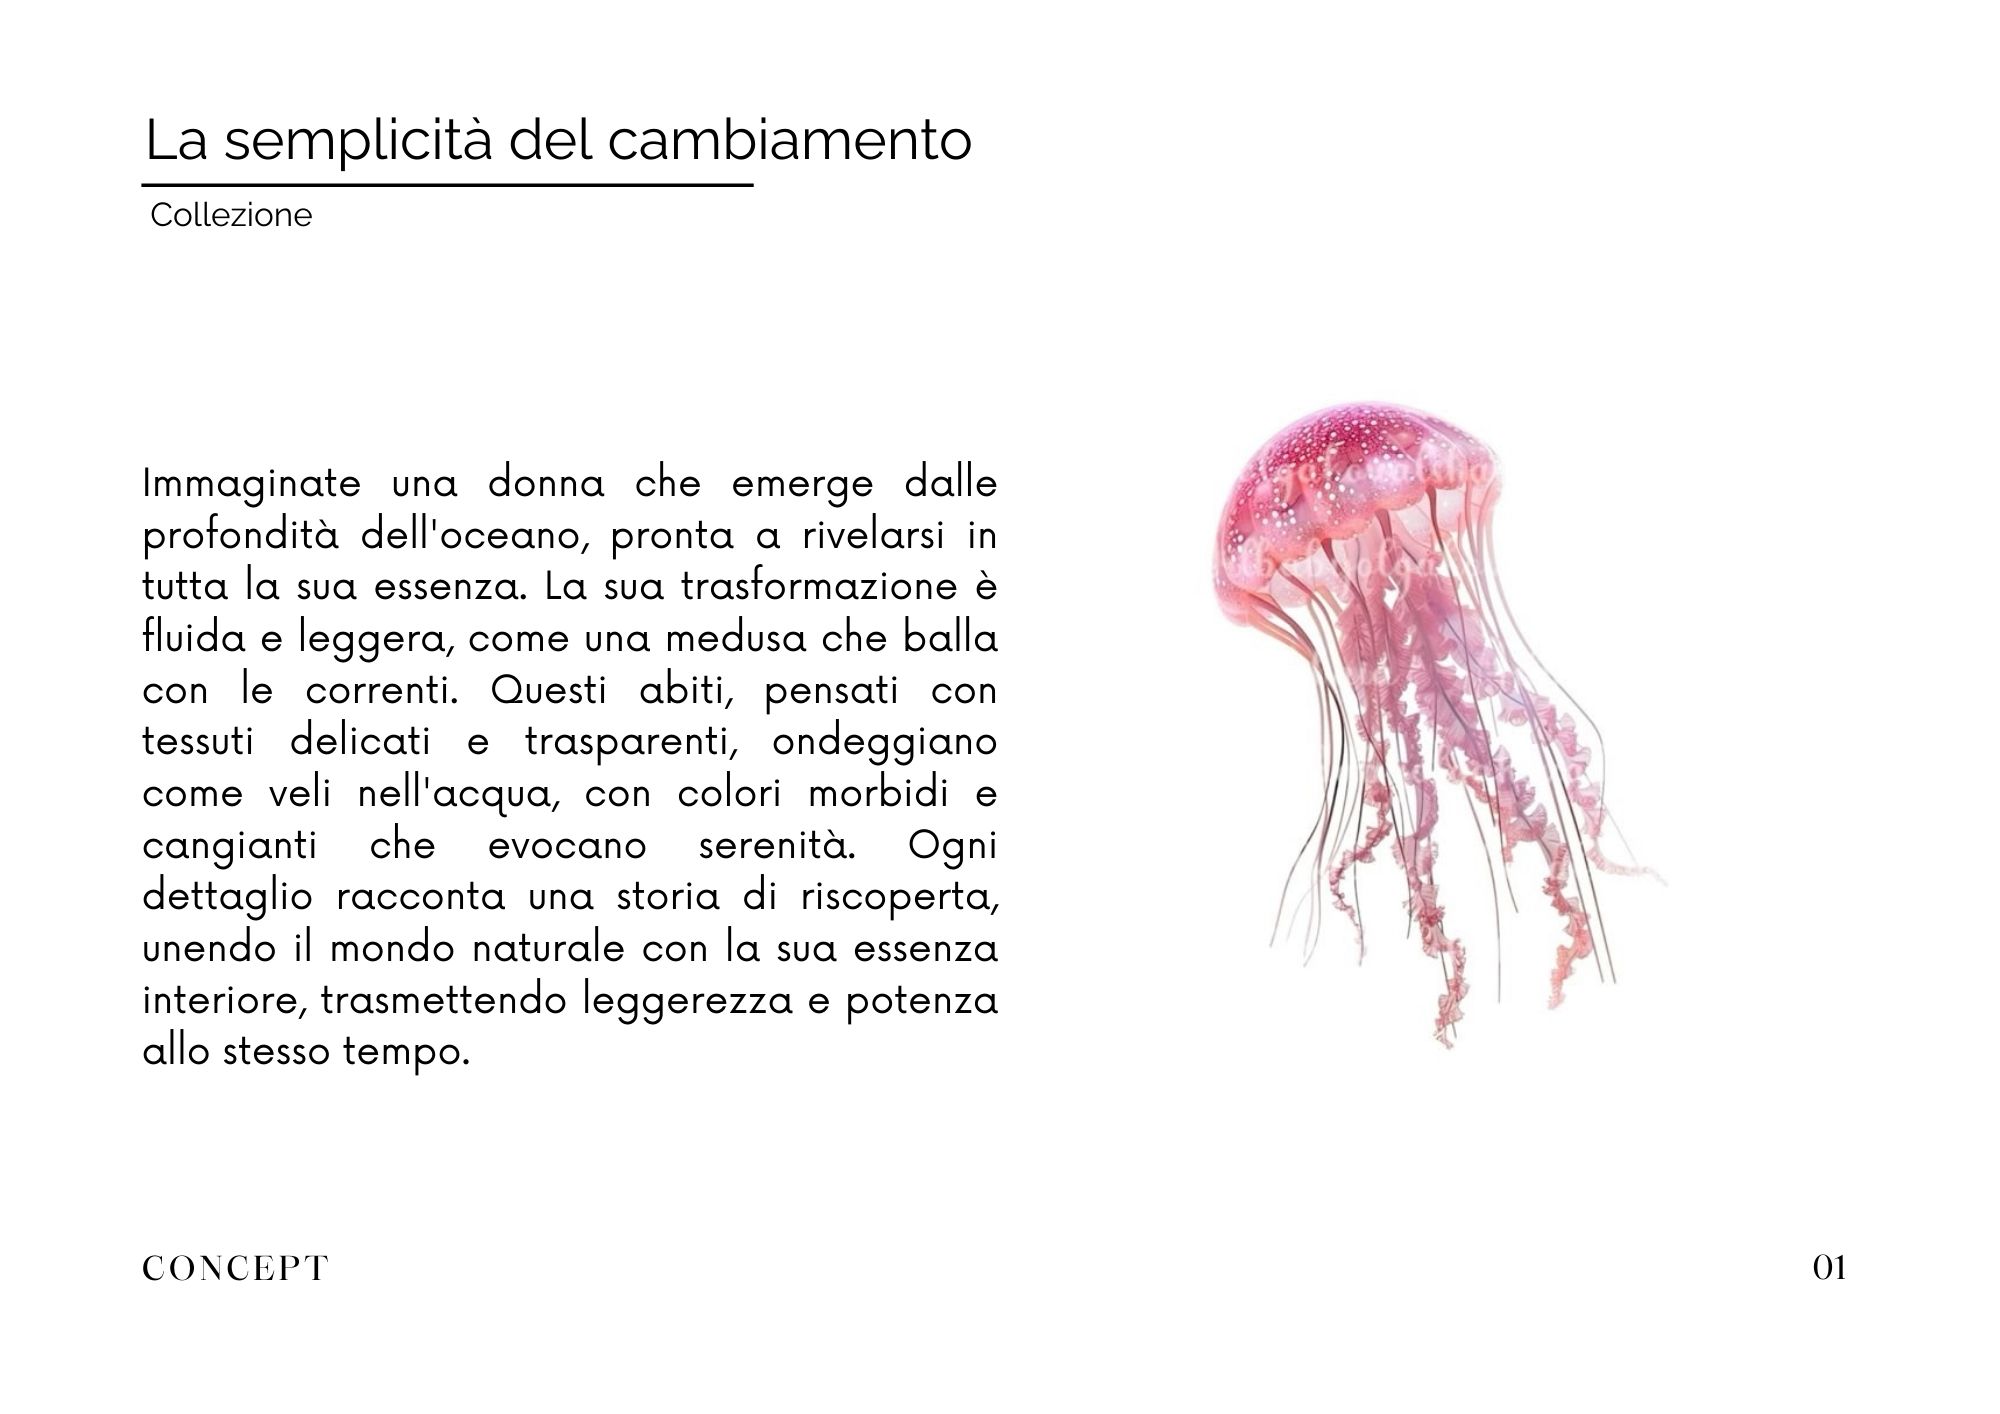 La semplicità del cambiamento
Collezione
Immaginate una donna che emerge dalle
profondità dell'oceano, pronta a rivelarsi in
tutta la sua essenza. La sua trasformazione è
fluida e leggera, come una medusa che balla
con le correnti. Questi abiti, pensati con
tessuti delicati e trasparenti, ondeggiano
come veli nell'acqua, con colori morbidi e
cangianti che evocano serenità. Ogni
dettaglio racconta una storia di riscoperta,
unendo il mondo naturale con la sua essenza
interiore, trasmettendo leggerezza e potenza
allo stesso tempo.
CONCEPT
01